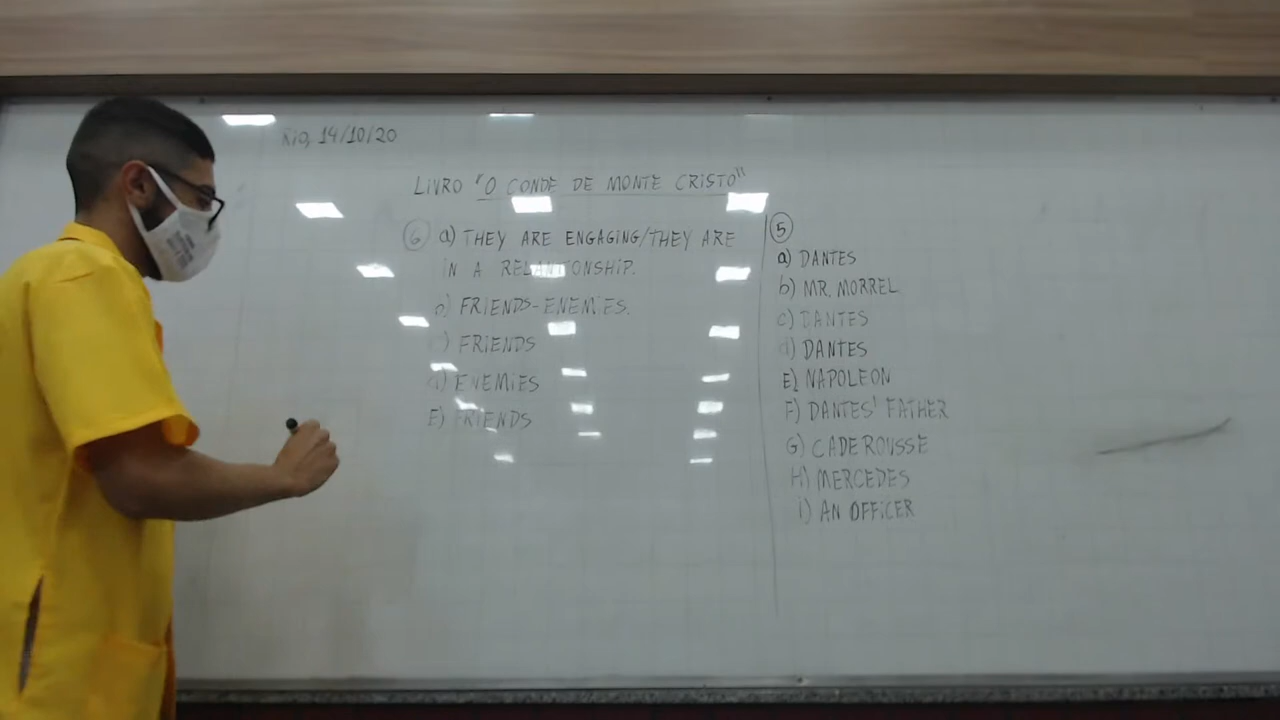 Rio, 14/10/20
LIVRO "O CONDE DE MONTE CRISTO"
6 a) THEY ARE ENGAGING/THEY ARE
IN A RELANTIONSHIP.
b) FRIENDS-ENEMIES.
c) FRIENDS
d) ENEMIES
E) FRIENDS
5
a) DANTES
b) MR. MORREL
c) DANTES
d) DANTES
E) NAPOLEON
F) DANTES' FATHER
G) CADEROUSSE
H) MERCEDES
i) AN OFFICER